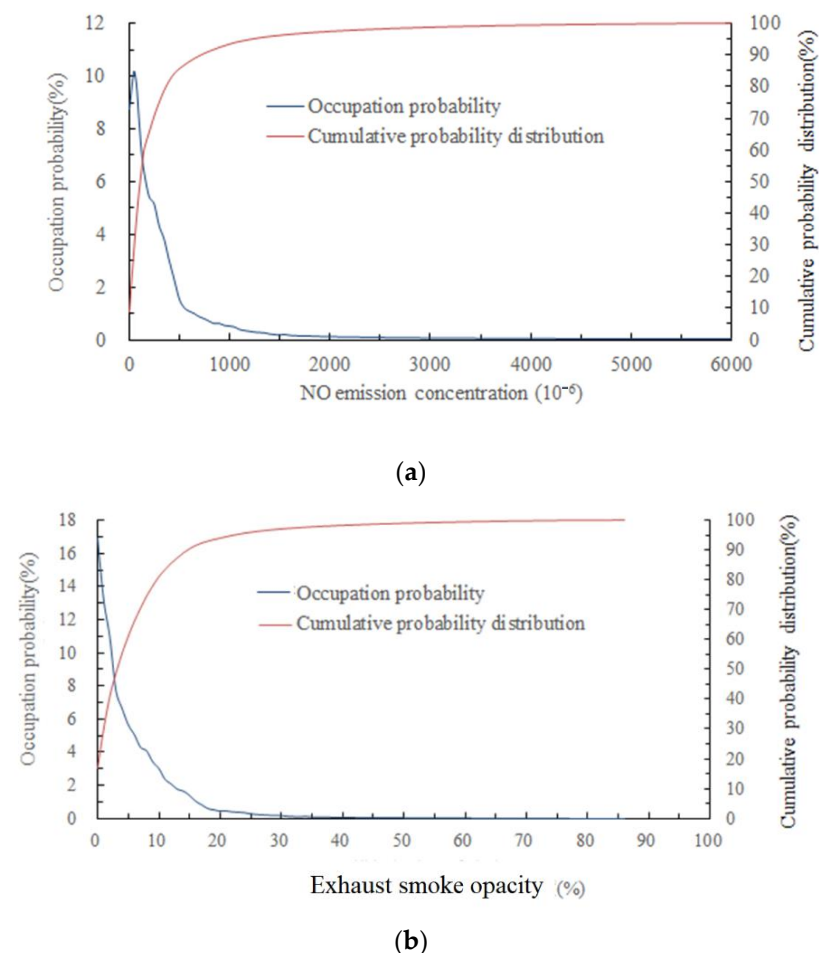 12
10
8
6
4
2
0
Occupation probability(%)
Occupation probability
Cumulative probability distribution
100
90
80
70
60
50
40
30
20
10
0
Cumulative probability distribution(%)
0 1000 2000 3000 4000 5000 6000
NO emission concentration (10⁻⁶)
(a)
18
16
14
12
10
8
6
4
2
0
Occupation probability(%)
Occupation probability
Cumulative probability distribution
100
90
80
70
60
50
40
30
20
10
0
Cumulative probability distribution(%)
0 10 20 30 40 50 60 70 80 90 100
Exhaust smoke opacity (%)
(b)